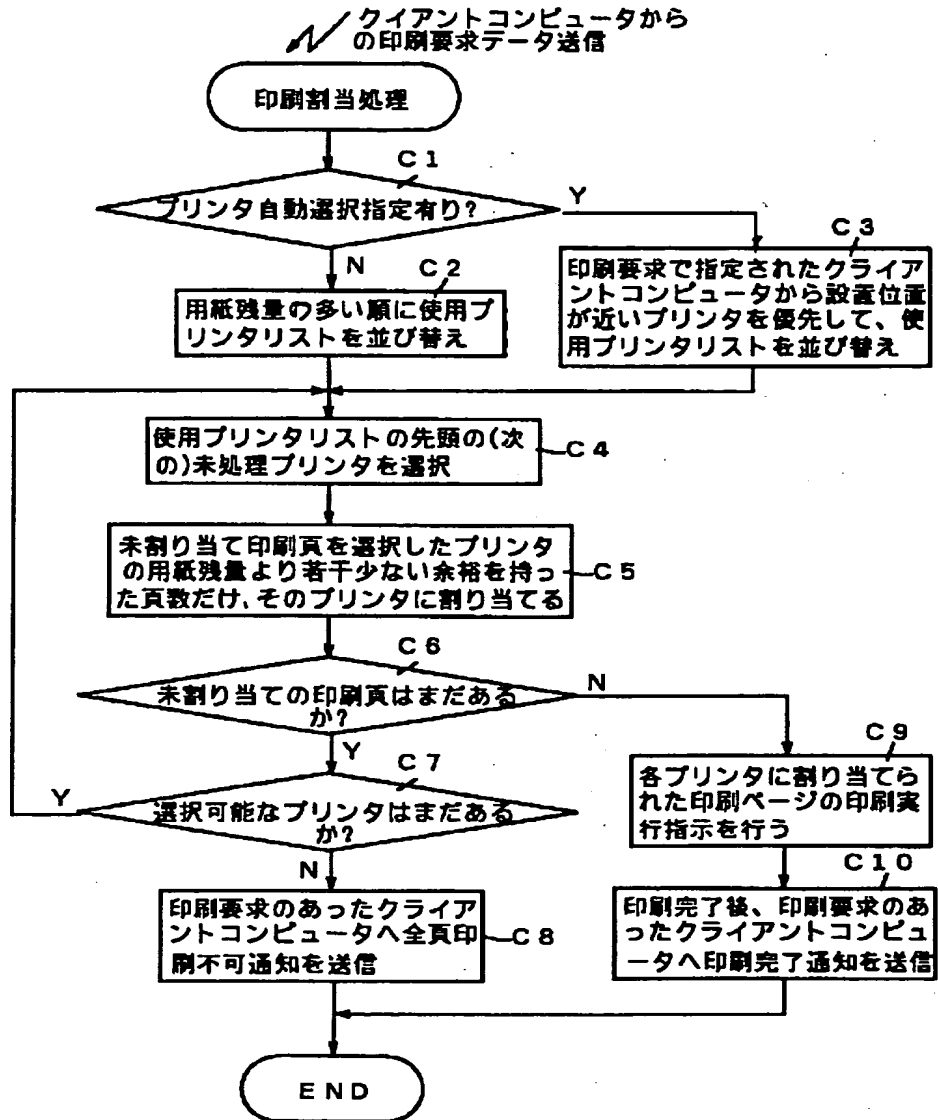 クイアントコンピュータから
の印刷要求データ送信
印刷割当処理
C1
プリンタ自動選択指定有り?
Y
N
C2
用紙残量の多い順に使用プ
リンタリストを並び替え
C3
印刷要求で指定されたクライア
ントコンピュータから設置位置
が近いプリンタを優先して、使
用プリンタリストを並び替え
使用プリンタリストの先頭の(次
の)未処理プリンタを選択
C4
未割り当て印刷頁を選択したプリンタ
の用紙残量より若干少ない余裕を持っ
た頁数だけ、そのプリンタに割り当てる
C5
C6
未割り当ての印刷頁はまだある
か?
N
Y
C7
選択可能なプリンタはまだある
か?
Y
N
印刷要求のあったクライア
ントコンピュータへ全頁印
刷不可通知を送信
C8
C9
各プリンタに割り当てら
れた印刷ページの印刷実
行指示を行う
C10
印刷完了後、印刷要求のあ
ったクライアントコンピュ
ータへ印刷完了通知を送信
END